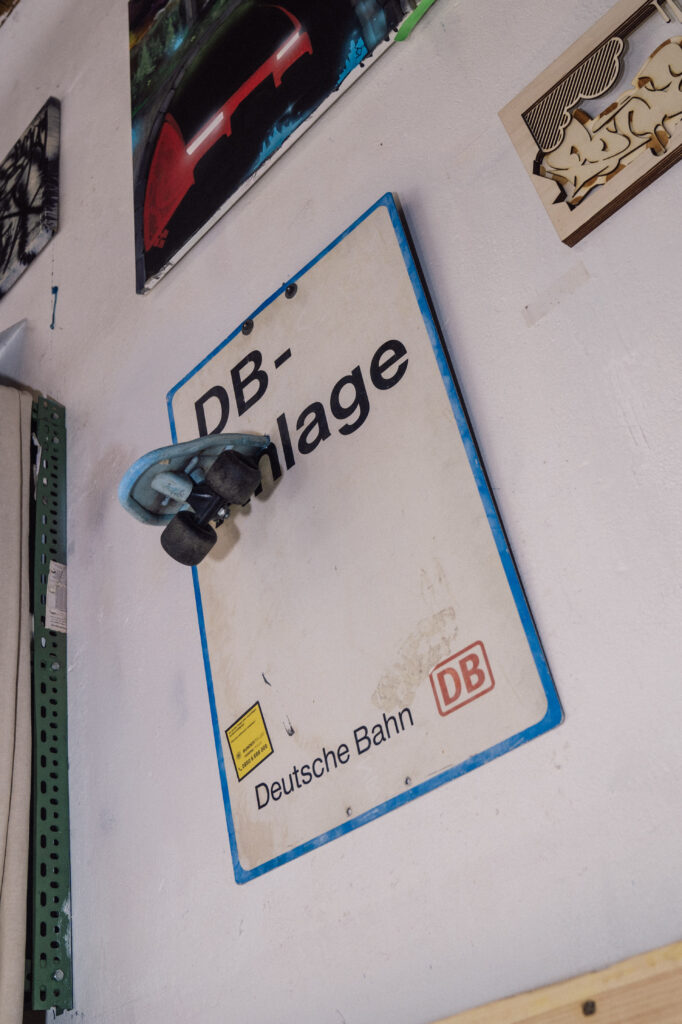 DB-
nlage
Deutsche Bahn
DB